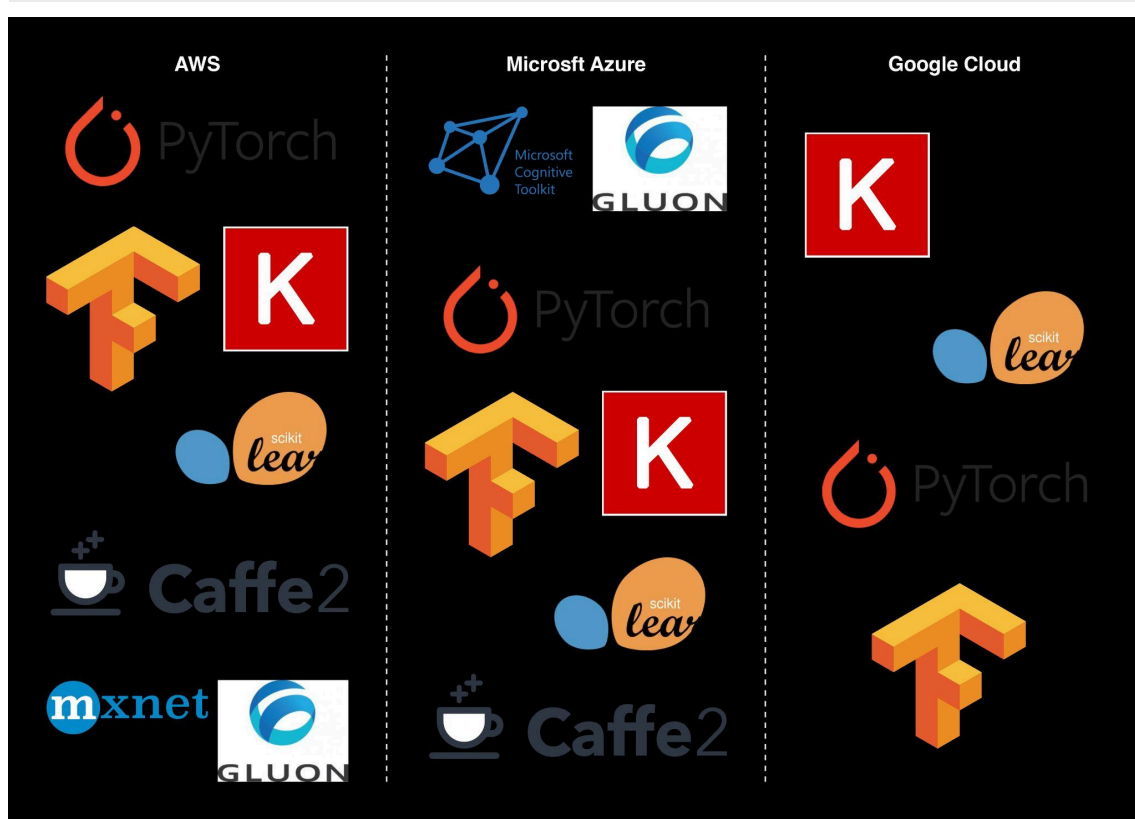 AWS
PyTorch
K
scikit
lear
Caffe2
mxnet
GLUON
Microsft Azure
Microsoft
Cognitive
Toolkit
GLUON
PyTorch
K
scikit
lear
Caffe2
Google Cloud
K
scikit
lear
PyTorch